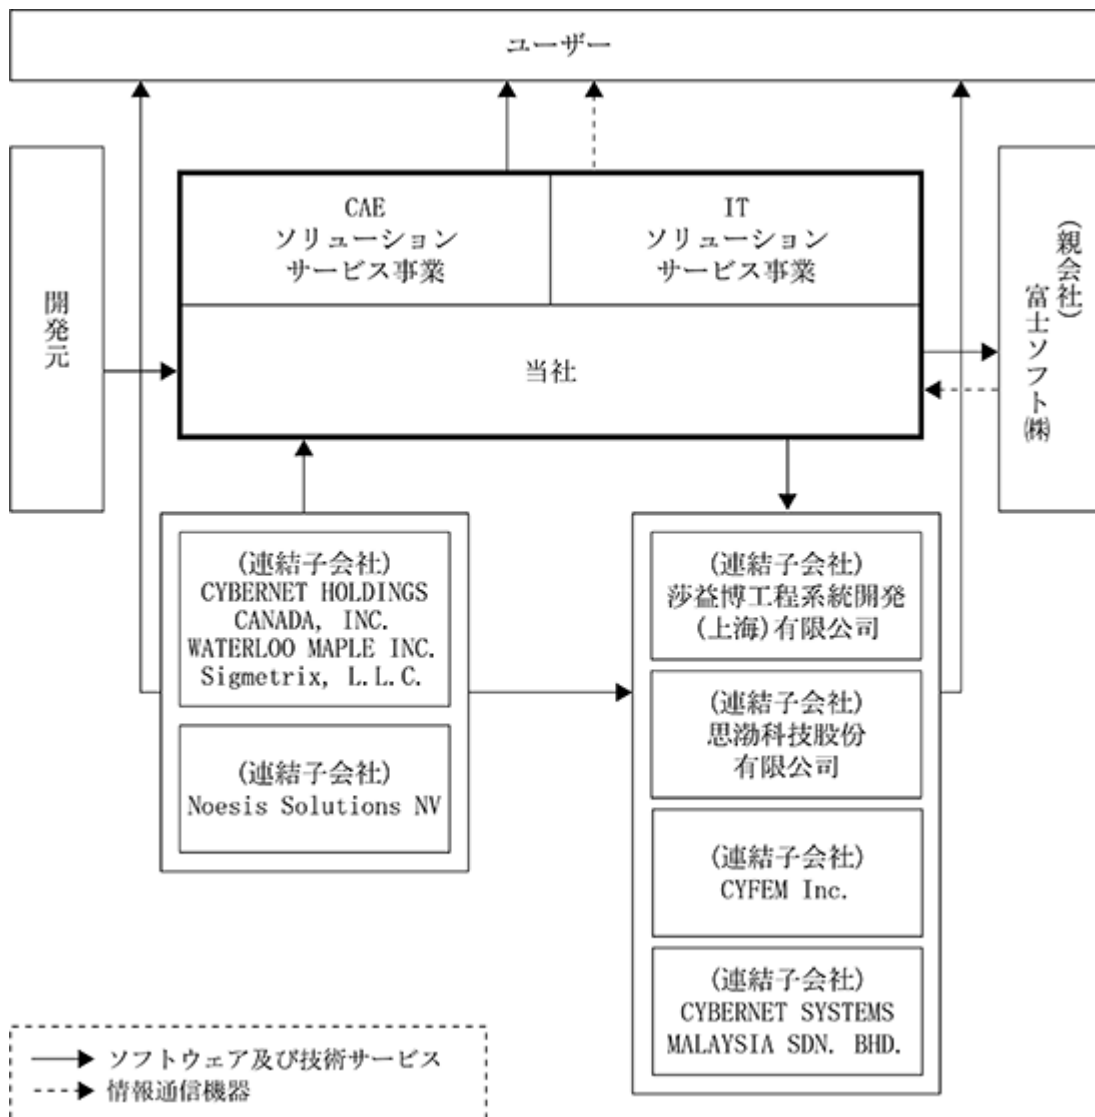 ユーザー
CAE
ソリューション
サービス事業
IT
ソリューション
サービス事業
当社
開発元
(親会社)
富士ソフト㈱
(連結子会社)
CYBERNET HOLDINGS
CANADA, INC.
WATERLOO MAPLE INC.
Sigmetrix, L.L.C.
(連結子会社)
Noesis Solutions NV
(連結子会社)
莎益博工程系統開発
(上海)有限公司
(連結子会社)
思渤科技股份
有限公司
(連結子会社)
CYFEM Inc.
(連結子会社)
CYBERNET SYSTEMS
MALAYSIA SDN. BHD.
ソフトウェア及び技術サービス
情報通信機器